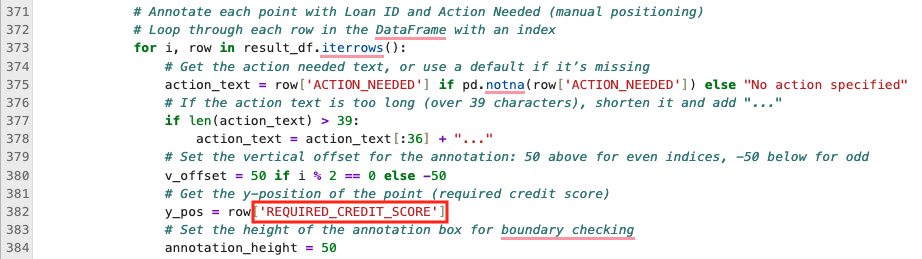 371 # Annotate each point with Loan ID and Action Needed (manual positioning)
372 # Loop through each row in the DataFrame with an index
373 for i, row in result_df.iterrows():
374 # Get the action needed text, or use a default if it’s missing
375 action_text = row['ACTION_NEEDED'] if pd.notna(row['ACTION_NEEDED']) else "No action specified"
376 # If the action text is too long (over 39 characters), shorten it and add "..."
377 if len(action_text) > 39:
378 action_text = action_text[:36] + "..."
379 # Set the vertical offset for the annotation: 50 above for even indices, -50 below for odd
380 v_offset = 50 if i % 2 == 0 else -50
381 # Get the y-position of the point (required credit score)
382 y_pos = row['REQUIRED_CREDIT_SCORE']
383 # Set the height of the annotation box for boundary checking
384 annotation_height = 50